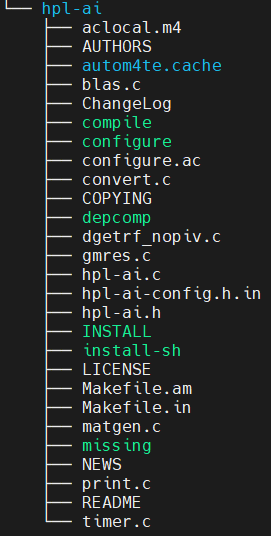 └── hpl-ai
├── aclocal.m4
├── AUTHORS
├── autom4te.cache
├── blas.c
├── ChangeLog
├── compile
├── configure
├── configure.ac
├── convert.c
├── COPYING
├── depcomp
├── dgetrf_nopiv.c
├── gmres.c
├── hpl-ai.c
├── hpl-ai-config.h.in
├── hpl-ai.h
├── INSTALL
├── install-sh
├── LICENSE
├── Makefile.am
├── Makefile.in
├── matgen.c
├── missing
├── NEWS
├── print.c
├── README
└── timer.c